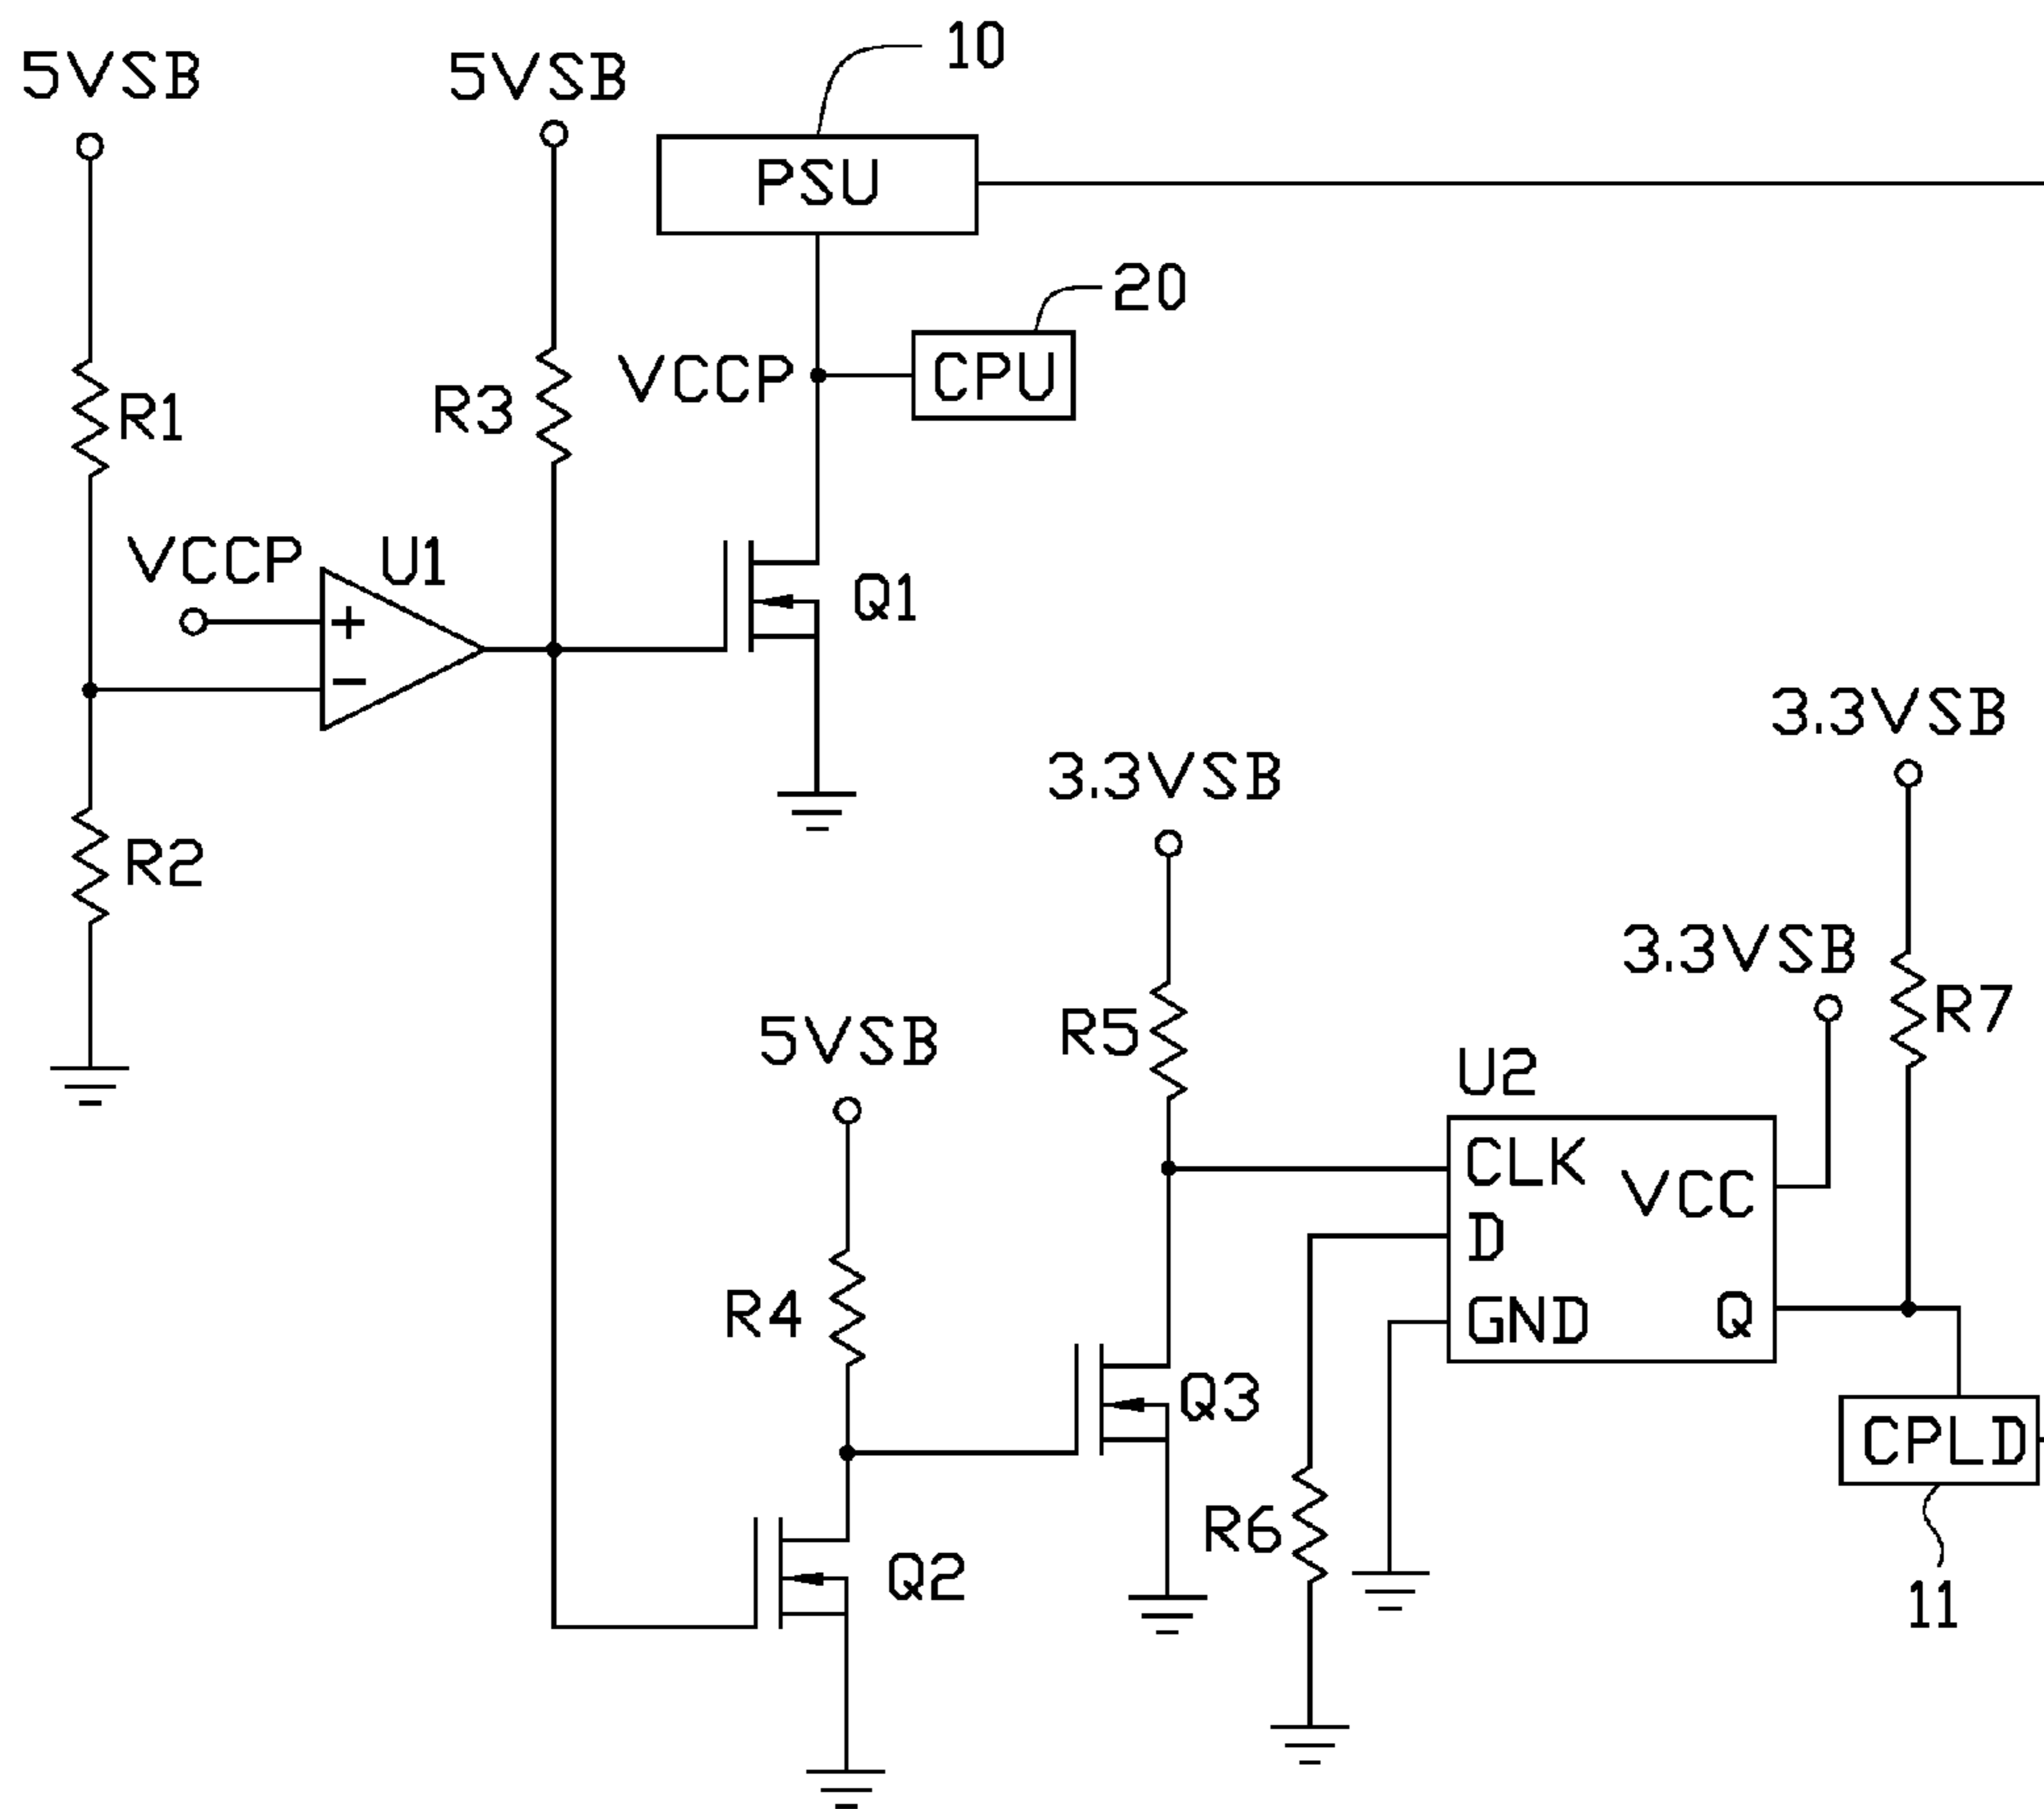 10
5VSB
5VSB
PSU
20
VCCP
CPU
R1
R3
VCCP
U1
+
−
Q1
3.3VSB
3.3VSB
R2
3.3VSB
5VSB
R5
R7
U2
CLK
VCC
D
R4
GND
Q
Q3
CPLD
R6
Q2
11